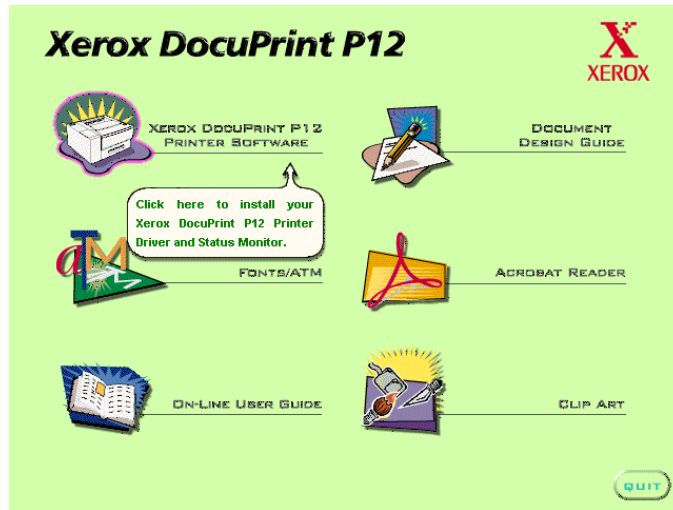 Xerox DocuPrint P12
X
XEROX
XEROX DOCUPRINT P12
PRINTER SOFTWARE
DOCUMENT
DESIGN GUIDE
Click here to install your
Xerox DocuPrint P12 Printer
Driver and Status Monitor.
aTM
FONTS/ATM
ACROBAT READER
ON-LINE USER GUIDE
CLIP ART
QUIT